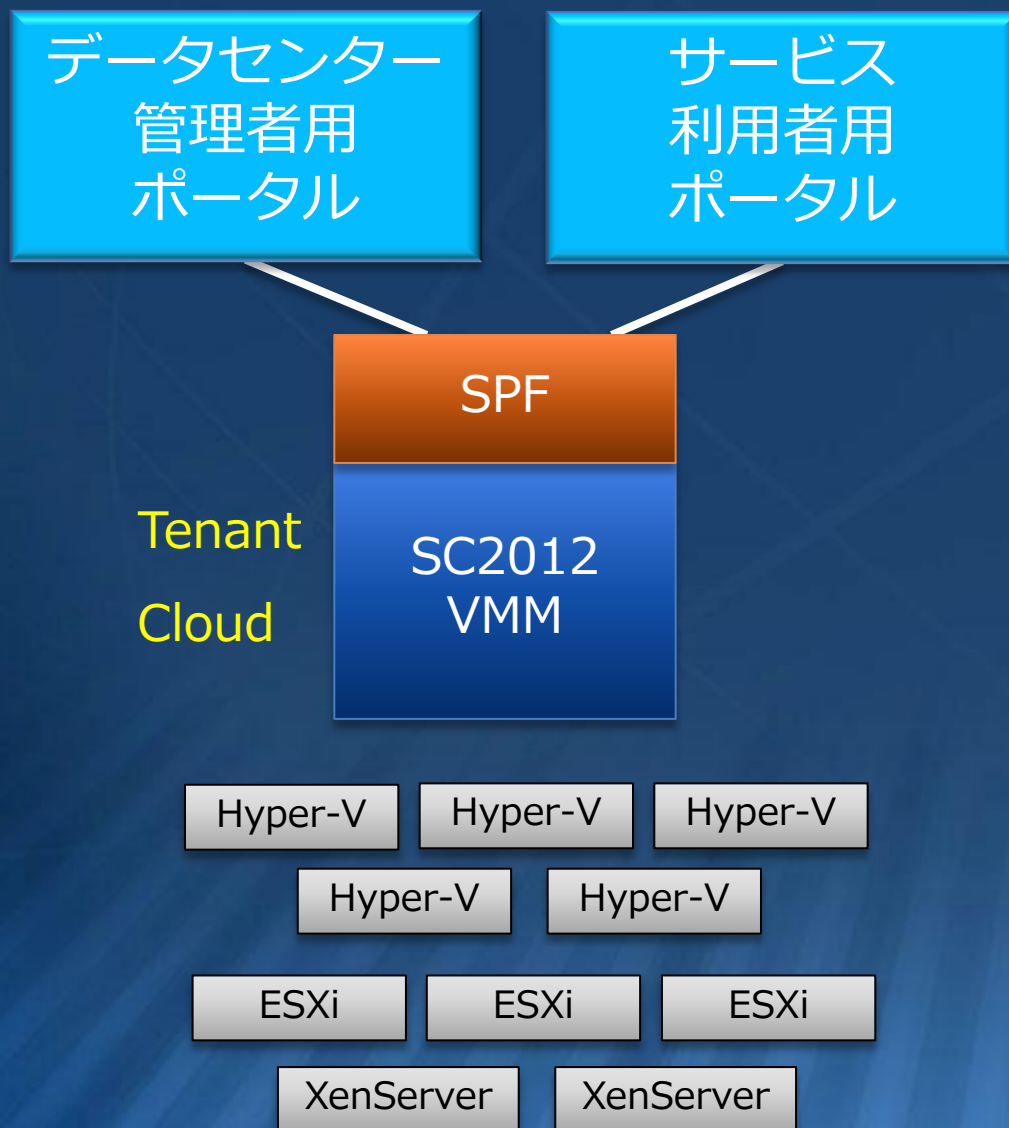 データセンター
管理者用
ポータル
サービス
利用者用
ポータル
SPF
Tenant
Cloud
SC2012
VMM
Hyper-V
Hyper-V
Hyper-V
Hyper-V
Hyper-V
ESXi
ESXi
ESXi
XenServer
XenServer